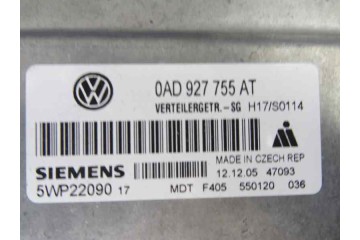 VW
0AD 927 755 AT
VERTEILERGETR. - SG H17/S0114
SIEMENS
MADE IN CZECH REP
12.12.05 47093
5WP22090 17
MDT F405 550120 036